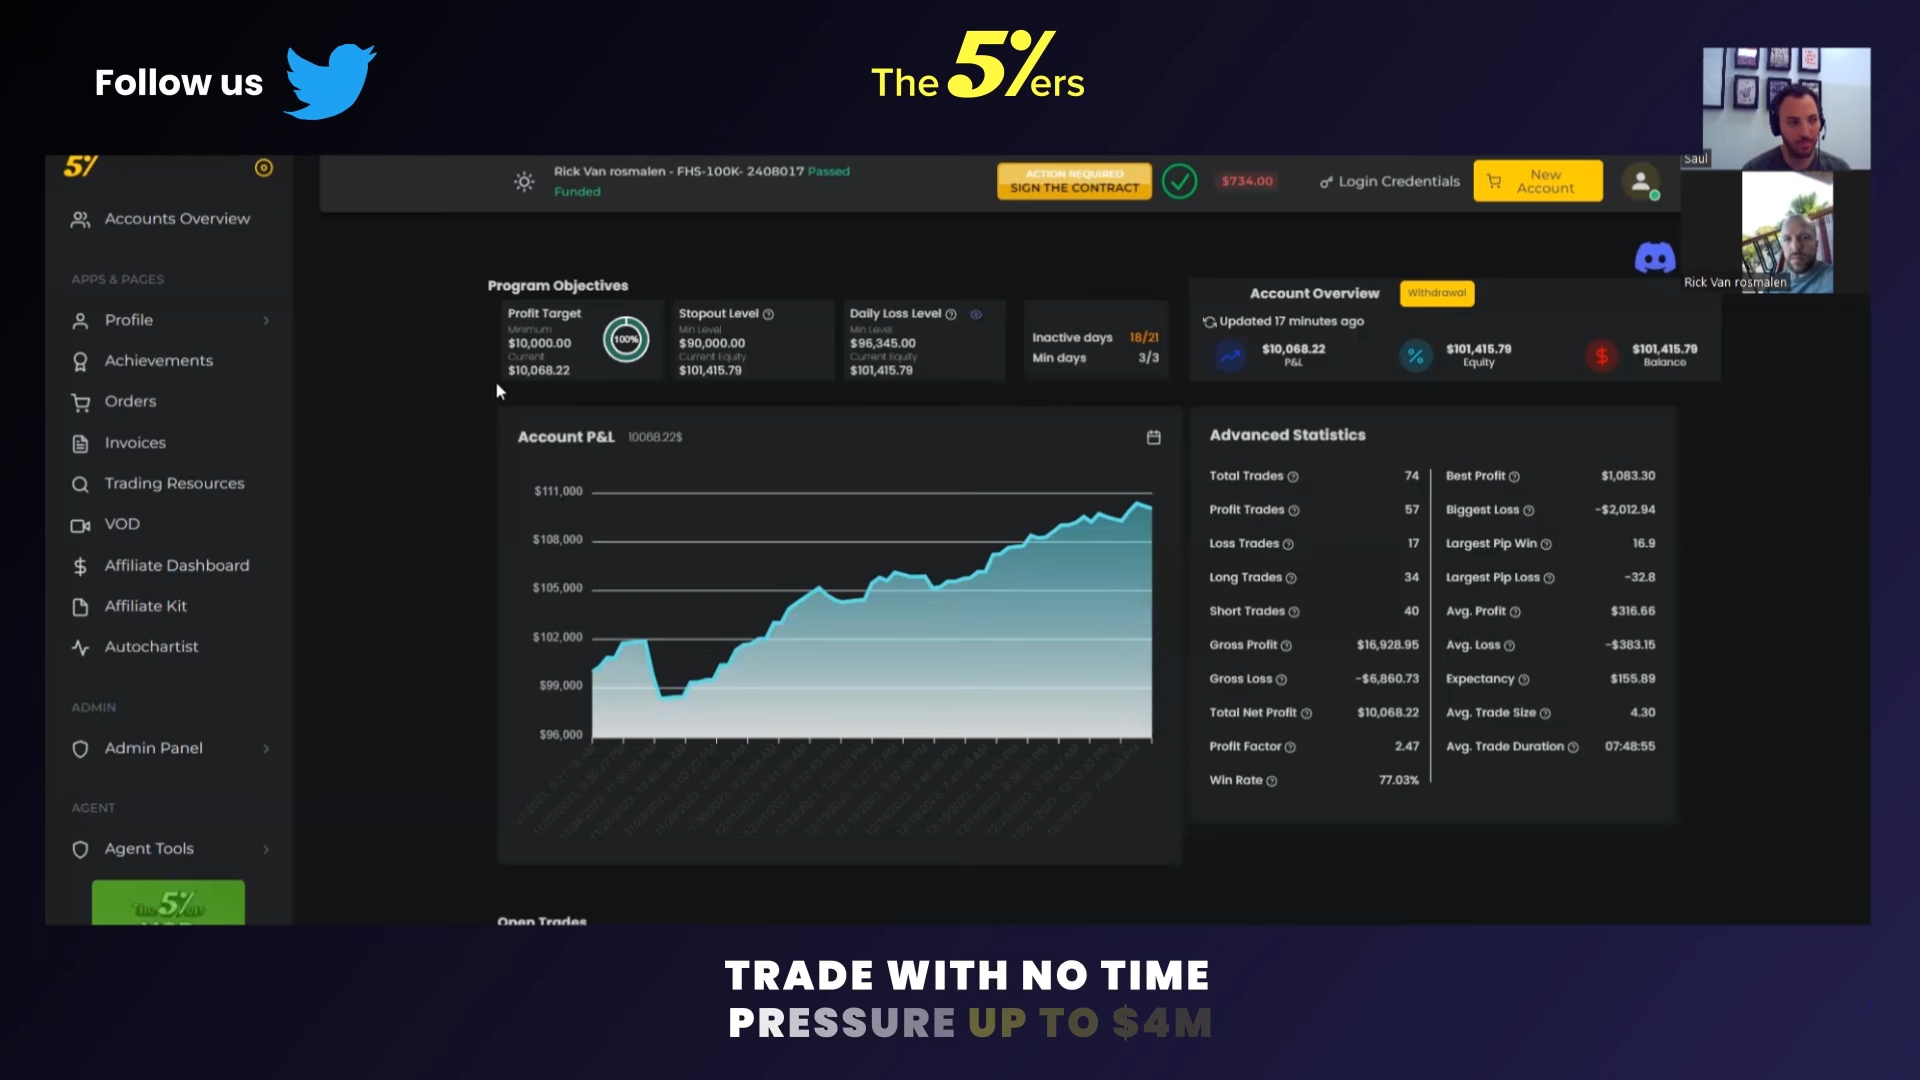 Follow us
The 5%ers
Saul
Rick Van rosmalen
5%
Rick Van rosmalen - FHS-100K- 2408017 Passed
Funded
ACTION REQUIRED
SIGN THE CONTRACT
$734.00
Login Credentials
New
Account
Accounts Overview
APPS & PAGES
Profile
Achievements
Orders
Invoices
Trading Resources
VOD
Affiliate Dashboard
Affiliate Kit
Autochartist
ADMIN
Admin Panel
AGENT
Agent Tools
The 5%ers
Program Objectives
Profit Target
Minimum
$10,000.00
Current
$10,068.22
100%
Stopout Level
Min Level
$90,000.00
Current Equity
$101,415.79
Daily Loss Level
Min Level
$96,345.00
Current Equity
$101,415.79
Inactive days 18/21
Min days 3/3
Account Overview
Withdrawal
Updated 17 minutes ago
$10,068.22
P&L
$101,415.79
Equity
$101,415.79
Balance
Account P&L 10068.22$
$111,000
$108,000
$105,000
$102,000
$99,000
$96,000
Advanced Statistics
Total Trades 74
Profit Trades 57
Loss Trades 17
Long Trades 34
Short Trades 40
Gross Profit $16,928.95
Gross Loss -$6,860.73
Total Net Profit $10,068.22
Profit Factor 2.47
Win Rate 77.03%
Best Profit $1,083.30
Biggest Loss -$2,012.94
Largest Pip Win 16.9
Largest Pip Loss -32.8
Avg. Profit $316.66
Avg. Loss -$383.15
Expectancy $155.89
Avg. Trade Size 4.30
Avg. Trade Duration 07:48:55
Open Trades
TRADE WITH NO TIME
PRESSURE UP TO $4M